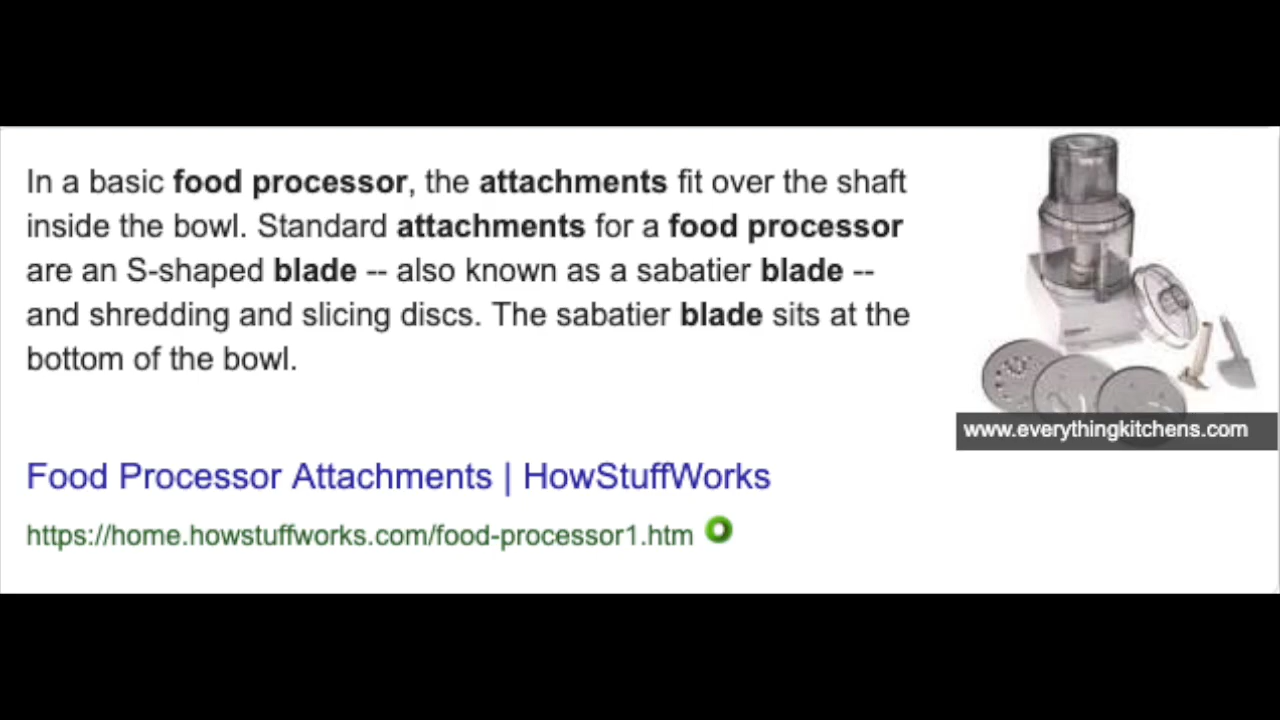 In a basic food processor, the attachments fit over the shaft
inside the bowl. Standard attachments for a food processor
are an S-shaped blade -- also known as a sabatier blade --
and shredding and slicing discs. The sabatier blade sits at the
bottom of the bowl.
www.everythingkitchens.com
Food Processor Attachments | HowStuffWorks
https://home.howstuffworks.com/food-processor1.htm